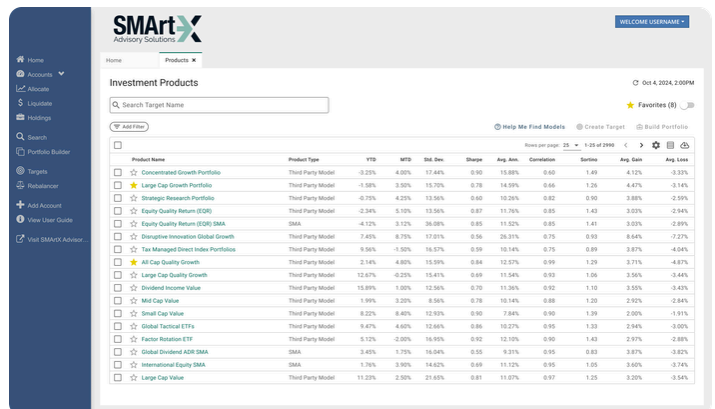 SMArtX
Advisory Solutions
WELCOME USERNAME
Home
Accounts
Allocate
Liquidate
Holdings
Search
Portfolio Builder
Targets
Rebalancer
Add Account
View User Guide
Visit SMArtX Advisor...
Home Products ×
Investment Products
Oct 4, 2024, 2:00PM
Search Target Name
Favorites (8)
Add Filter
Help Me Find Models Create Target Build Portfolio
Rows per page: 25 1-25 of 2990
Product Name Product Type YTD MTD Std. Dev. Sharpe Avg. Ann. Correlation Sortino Avg. Gain Avg. Loss
Concentrated Growth Portfolio Third Party Model -3.25% 4.00% 17.44% 0.90 15.88% 0.60 1.49 4.12% -3.33%
Large Cap Growth Portfolio Third Party Model -1.58% 3.50% 15.70% 0.78 14.59% 0.66 1.26 4.47% -3.14%
Strategic Research Portfolio Third Party Model -0.75% 4.25% 13.56% 0.60 10.26% 0.82 0.90 3.88% -2.59%
Equity Quality Return (EQR) Third Party Model -2.34% 5.10% 13.56% 0.87 11.76% 0.85 1.43 3.03% -2.94%
Equity Quality Return (EQR) SMA SMA -4.12% 3.12% 36.08% 0.85 11.52% 0.85 1.41 3.03% -2.89%
Disruptive Innovation Global Growth Third Party Model 7.45% 8.75% 17.01% 0.56 26.31% 0.75 0.93 8.64% -7.27%
Tax Managed Direct Index Portfolios Third Party Model 9.56% -1.50% 16.57% 0.59 10.14% 0.75 0.89 3.87% -4.04%
All Cap Quality Growth Third Party Model 2.14% 4.80% 15.59% 0.84 12.57% 0.99 1.29 3.71% -4.87%
Large Cap Quality Growth Third Party Model 12.67% -0.25% 15.41% 0.69 11.54% 0.93 1.06 3.56% -3.44%
Dividend Income Value Third Party Model 15.89% 1.00% 12.56% 0.70 11.36% 0.92 1.10 3.55% -3.43%
Mid Cap Value Third Party Model 1.99% 3.20% 8.56% 0.78 10.14% 0.88 1.20 2.92% -2.84%
Small Cap Value Third Party Model 8.22% 8.40% 12.93% 0.90 7.84% 0.90 1.39 2.00% -1.91%
Global Tactical ETFs Third Party Model 9.47% 4.60% 12.66% 0.86 10.27% 0.95 1.33 2.94% -3.00%
Factor Rotation ETF Third Party Model 5.12% -2.00% 16.95% 0.92 12.10% 0.90 1.43 2.97% -2.88%
Global Dividend ADR SMA SMA 3.45% 1.75% 16.04% 0.55 9.31% 0.95 0.83 3.87% -3.82%
International Equity SMA SMA 1.76% 3.90% 14.62% 0.69 11.12% 0.95 1.05 3.60% -3.74%
Large Cap Value Third Party Model 11.23% 2.50% 21.65% 0.81 11.07% 0.97 1.25 3.20% -3.54%